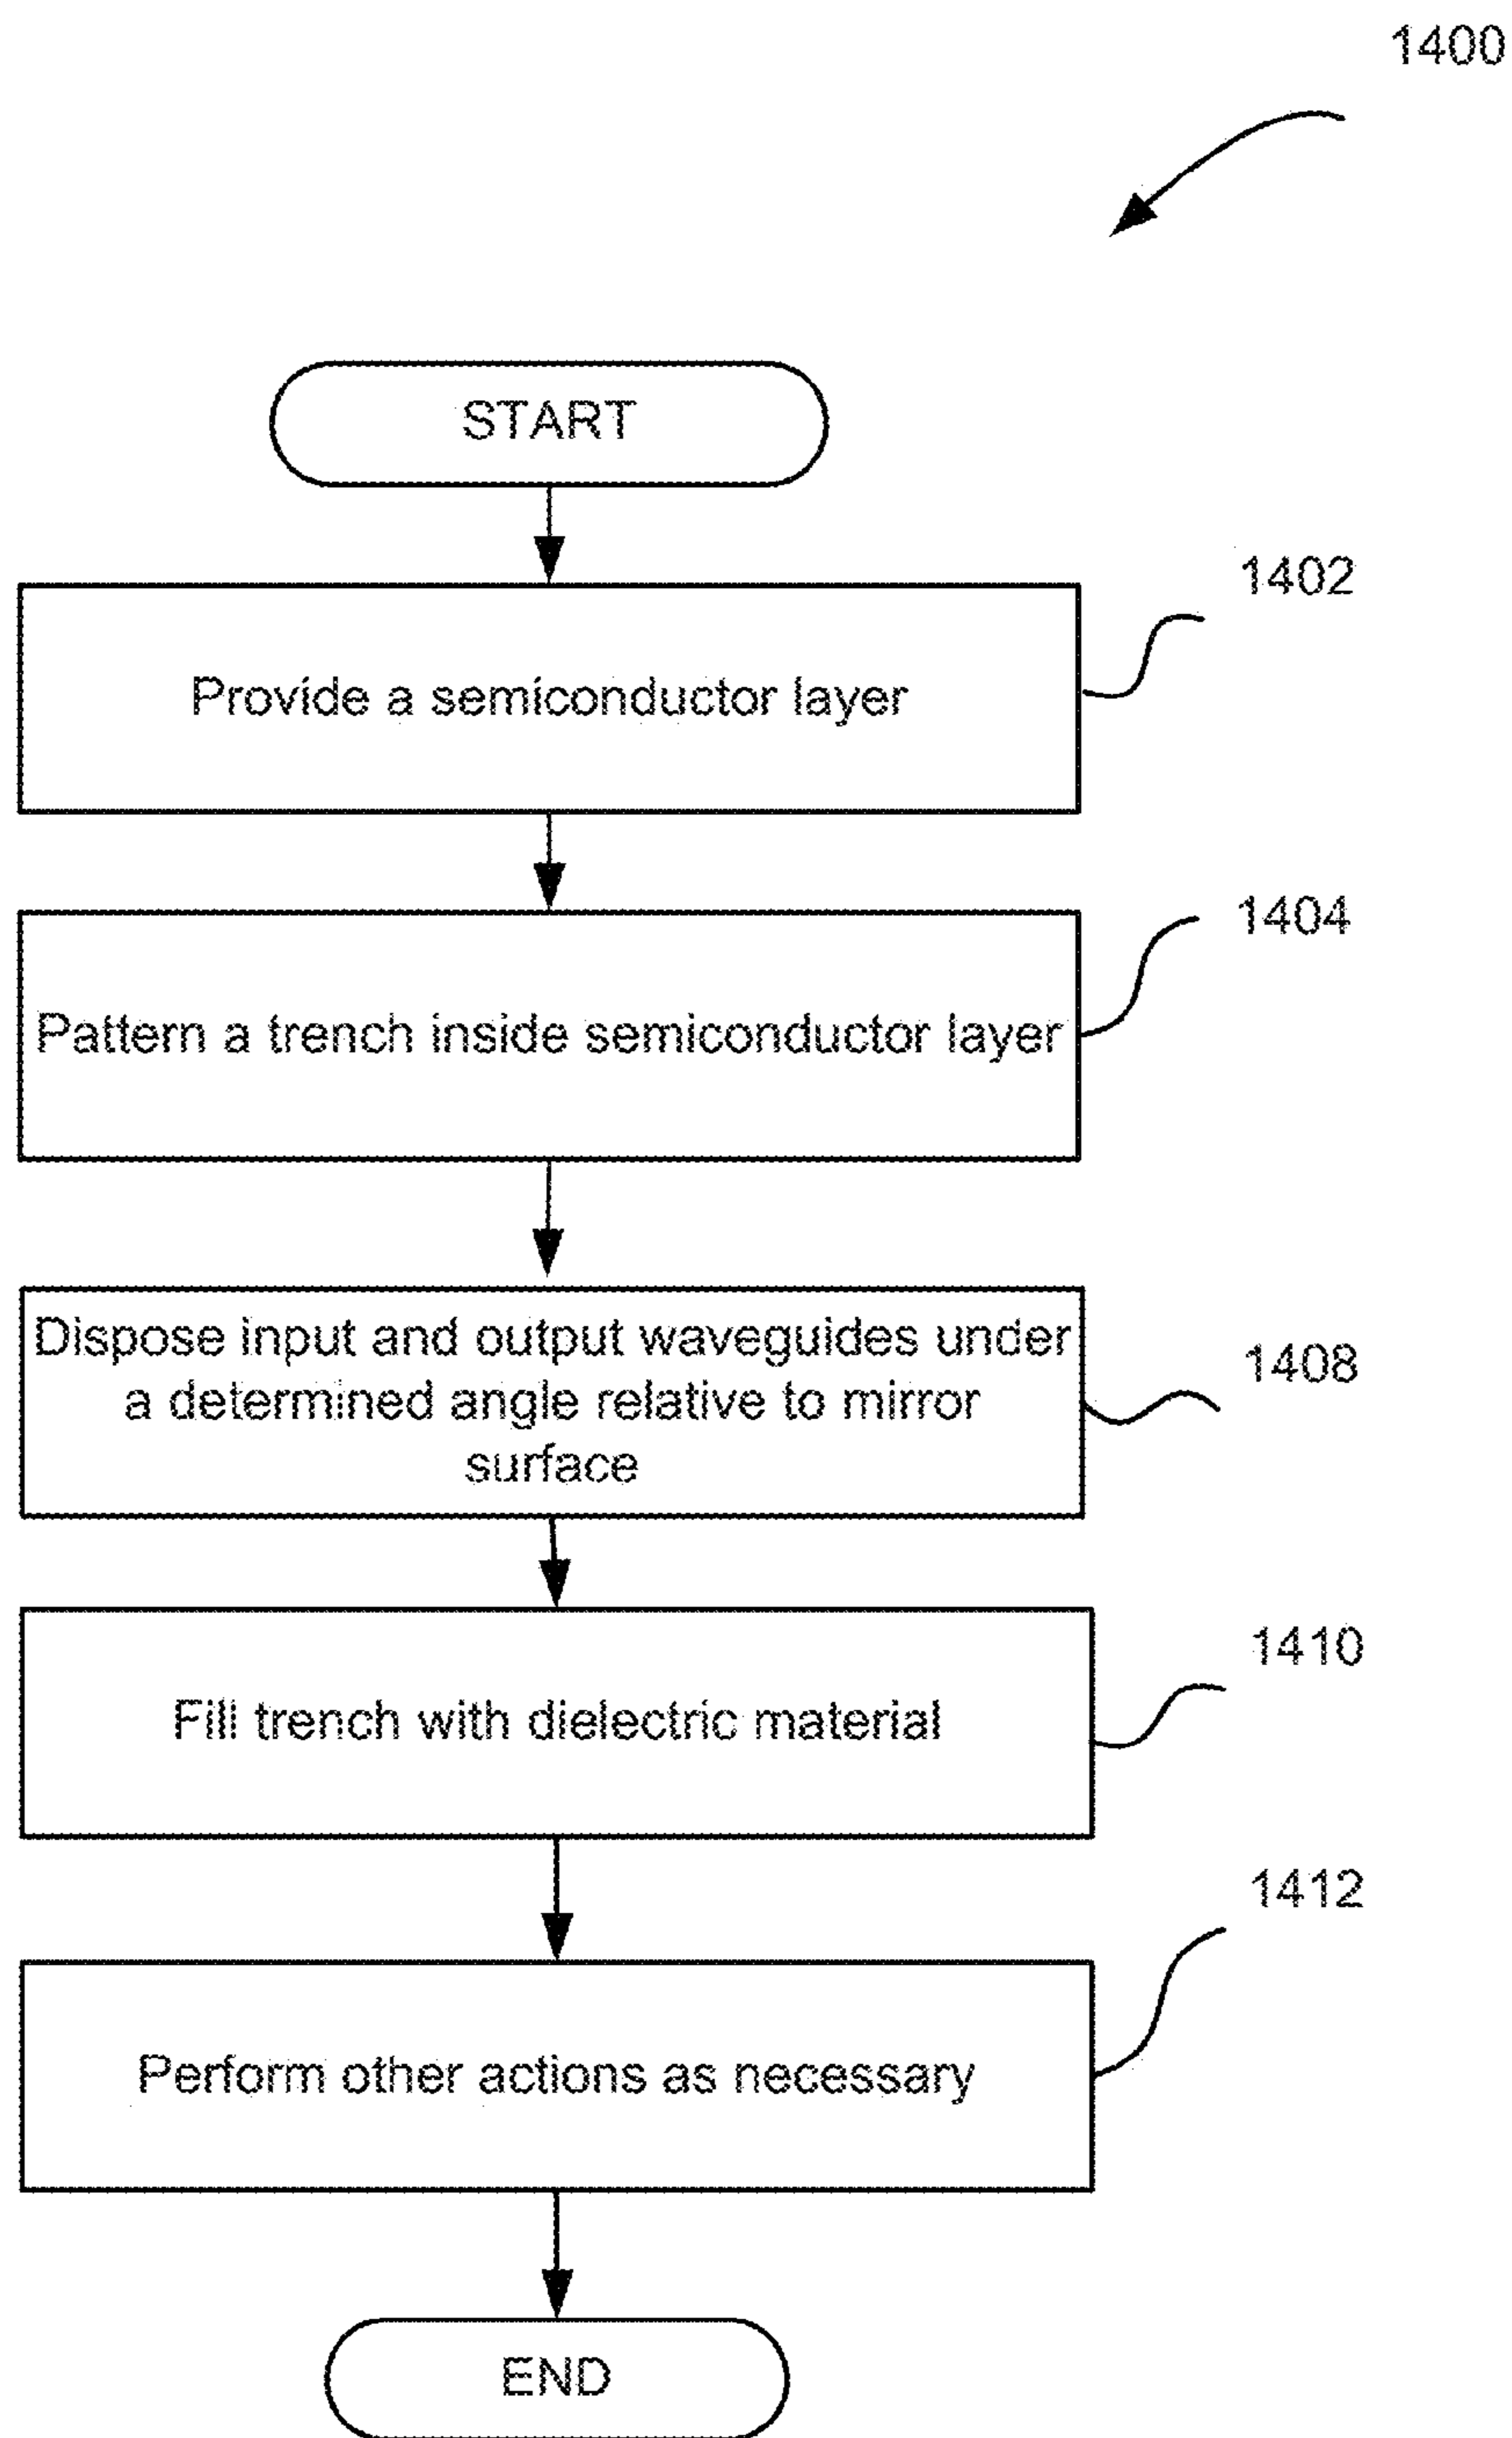 1400
START
1402
Provide a semiconductor layer
1404
Pattern a trench inside semiconductor layer
Dispose input and output waveguides under
a determined angle relative to mirror
surface
1408
1410
Fill trench with dielectric material
1412
Perform other actions as necessary
END